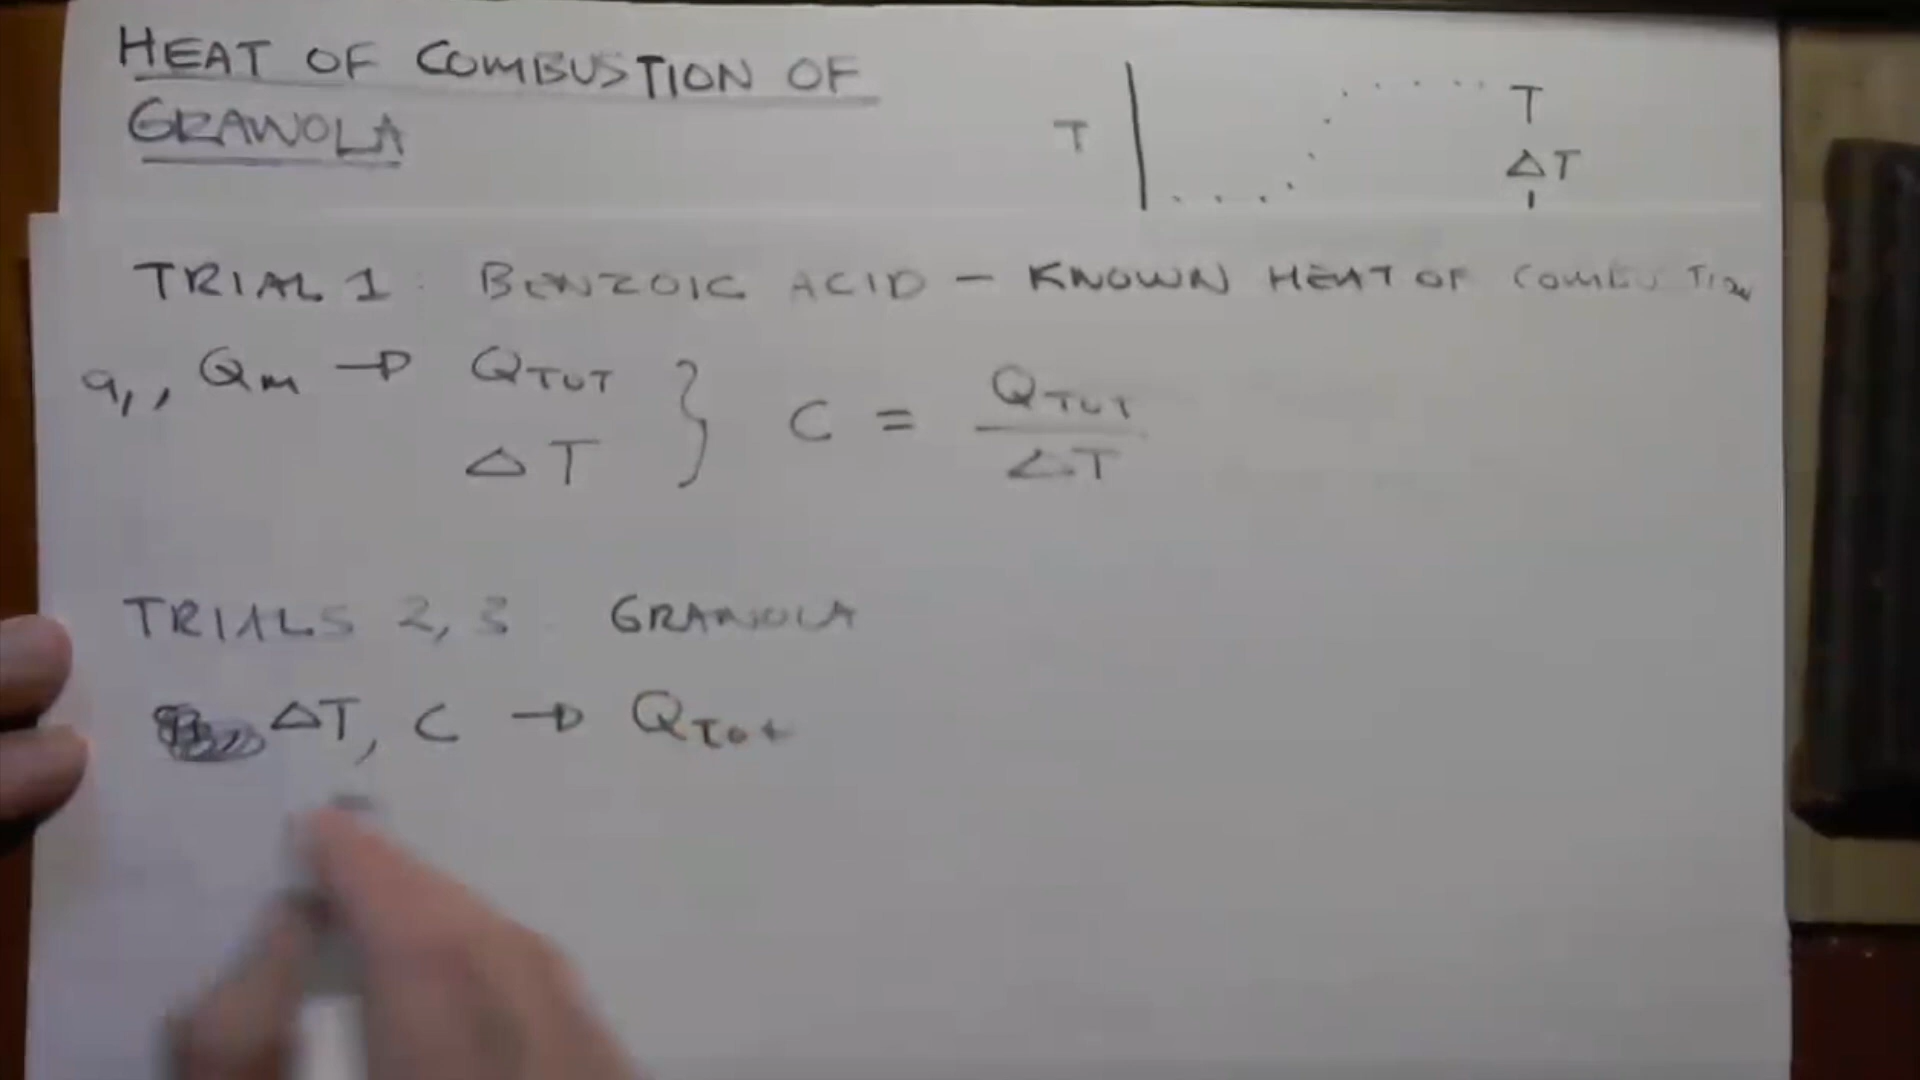 HEAT OF COMBUSTION OF
GRANOLA
T
T
ΔT
TRIAL 1: BENZOIC ACID - KNOWN HEAT OF COMBUSTION
q₁, Qm → QTOT
ΔT
} C = QTOT / ΔT
TRIALS 2, 3 GRANOLA
ΔT, C → QTot